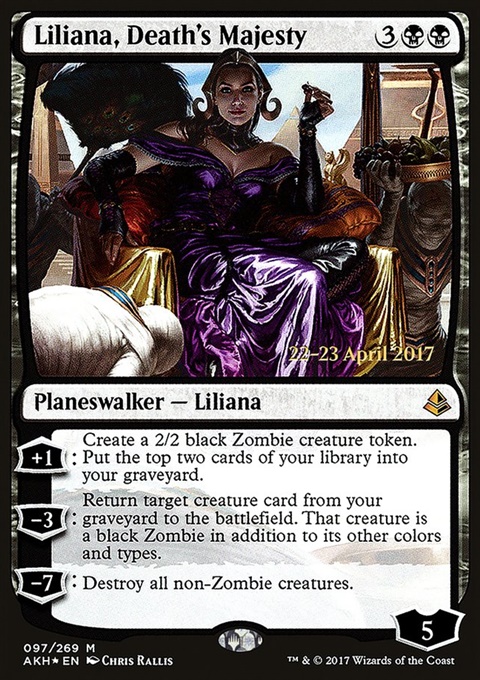 Liliana, Death's Majesty 3
22–23 April 2017
Planeswalker — Liliana
+1: Create a 2/2 black Zombie creature token.
Put the top two cards of your library into
your graveyard.
-3: Return target creature card from your
graveyard to the battlefield. That creature is
a black Zombie in addition to its other colors
and types.
-7: Destroy all non-Zombie creatures.
5
097/269 M
AKH★EN Chris Rallis
™ & © 2017 Wizards of the Coast